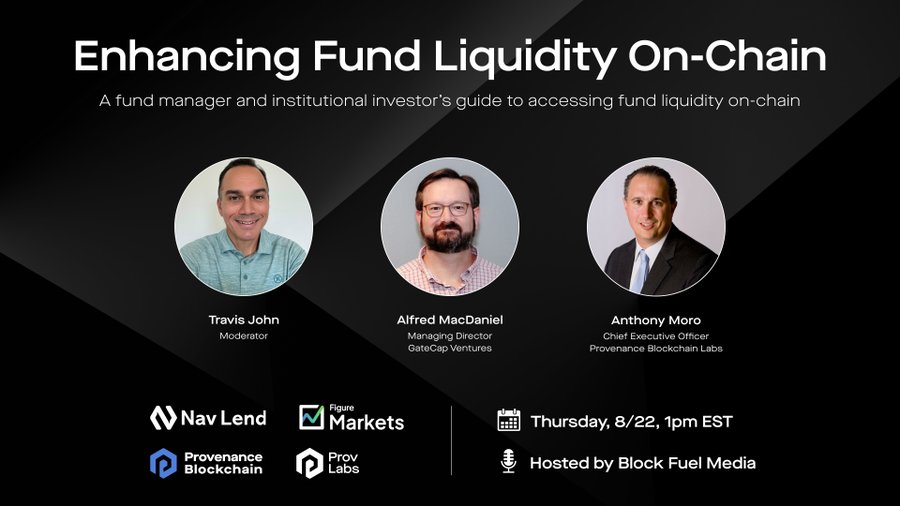 Enhancing Fund Liquidity On-Chain
A fund manager and institutional investor's guide to accessing fund liquidity on-chain
Travis John
Moderator
Alfred MacDaniel
Managing Director
GateCap Ventures
Anthony Moro
Chief Executive Officer
Provenance Blockchain Labs
Nav Lend
Figure
Markets
Provenance
Blockchain
Prov
Labs
Thursday, 8/22, 1pm EST
Hosted by Block Fuel Media